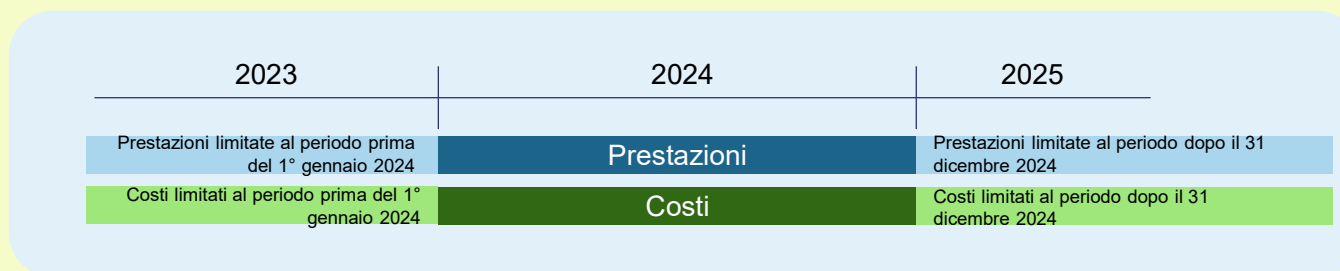 2023
2024
2025
Prestazioni limitate al periodo prima
del 1° gennaio 2024
Prestazioni
Prestazioni limitate al periodo dopo il 31
dicembre 2024
Costi limitati al periodo prima del 1°
gennaio 2024
Costi
Costi limitati al periodo dopo il 31
dicembre 2024